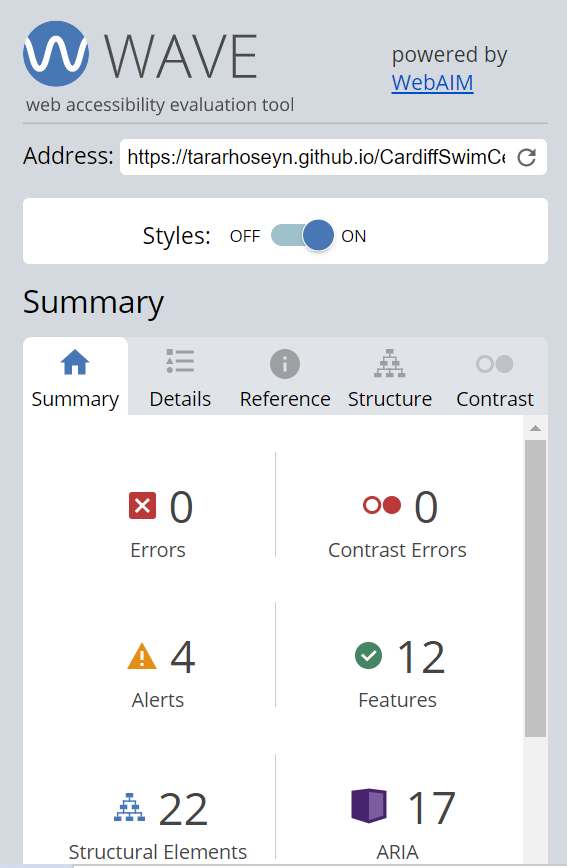 WAVE
web accessibility evaluation tool
powered by
WebAIM
Address: https://tararhoseyn.github.io/CardiffSwimCe
Styles: OFF ON
Summary
Summary Details Reference Structure Contrast
0
Errors
0
Contrast Errors
4
Alerts
12
Features
22
Structural Elements
17
ARIA